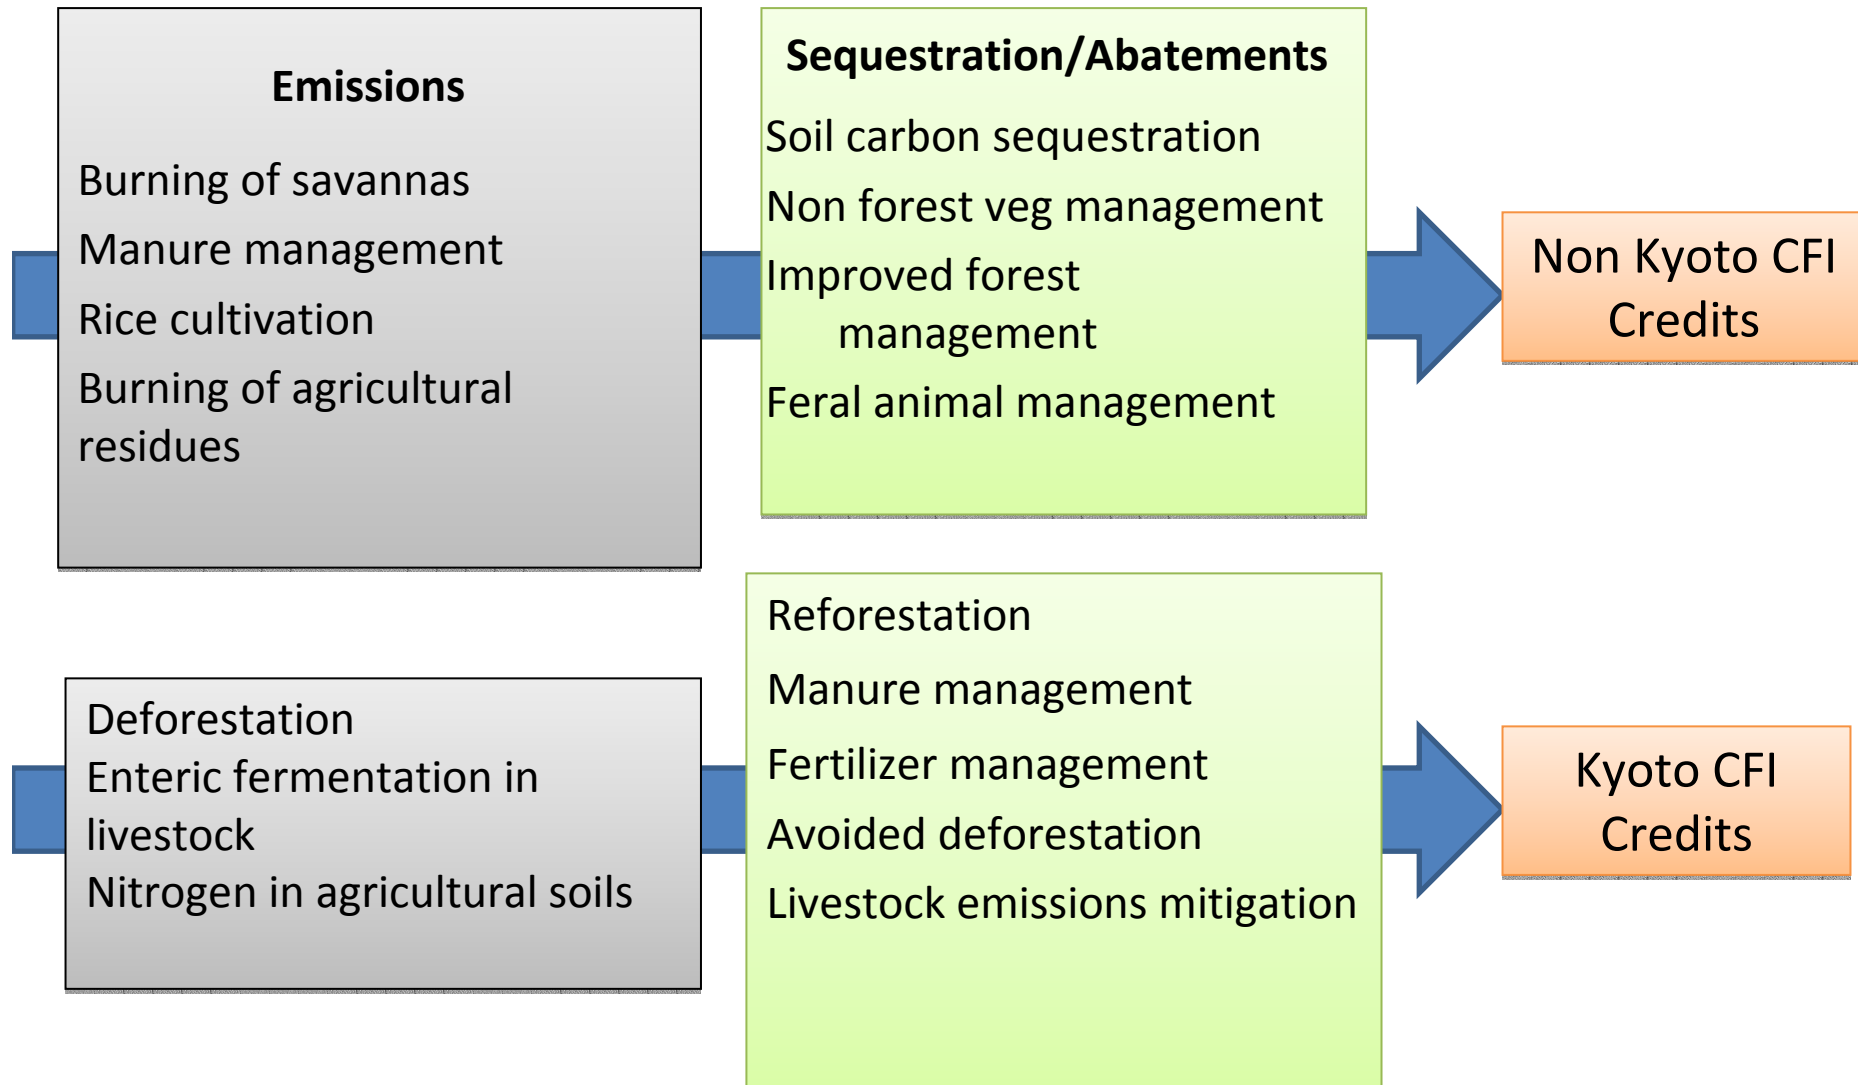 Emissions
Burning of savannas
Manure management
Rice cultivation
Burning of agricultural
residues
Sequestration/Abatements
Soil carbon sequestration
Non forest veg management
Improved forest
management
Feral animal management
Non Kyoto CFI
Credits
Deforestation
Enteric fermentation in
livestock
Nitrogen in agricultural soils
Reforestation
Manure management
Fertilizer management
Avoided deforestation
Livestock emissions mitigation
Kyoto CFI
Credits